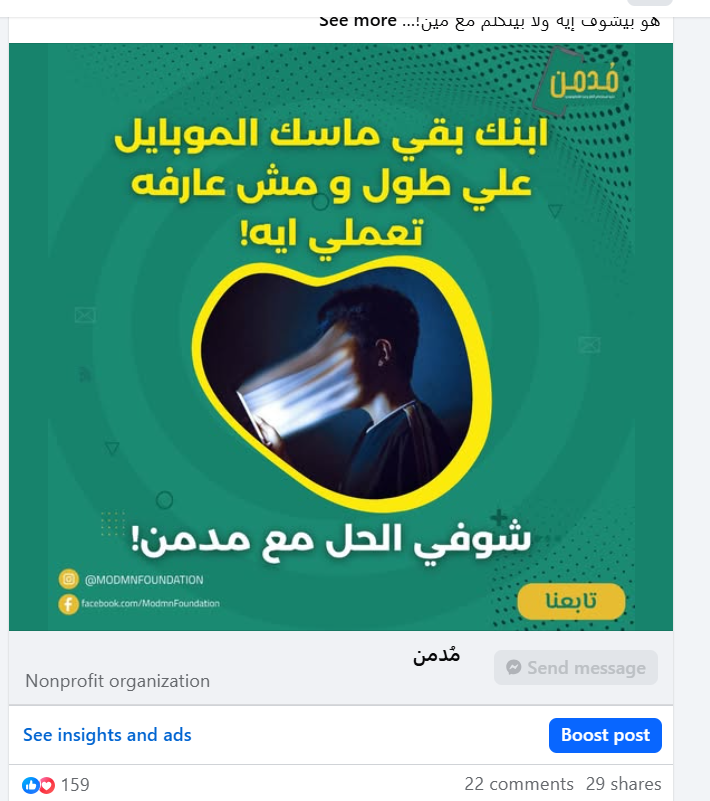 هو بيشوف إيه ولا بيتكلم مع مين!... See more
مُدمن
ابنك بقي ماسك الموبايل
علي طول و مش عارفه
تعملي ايه!
شوفي الحل مع مدمن!
@MODMNFOUNDATION
facebook.com/ModmnFoundation
تابعنا
مُدمن
Nonprofit organization
Send message
See insights and ads
Boost post
159
22 comments 29 shares